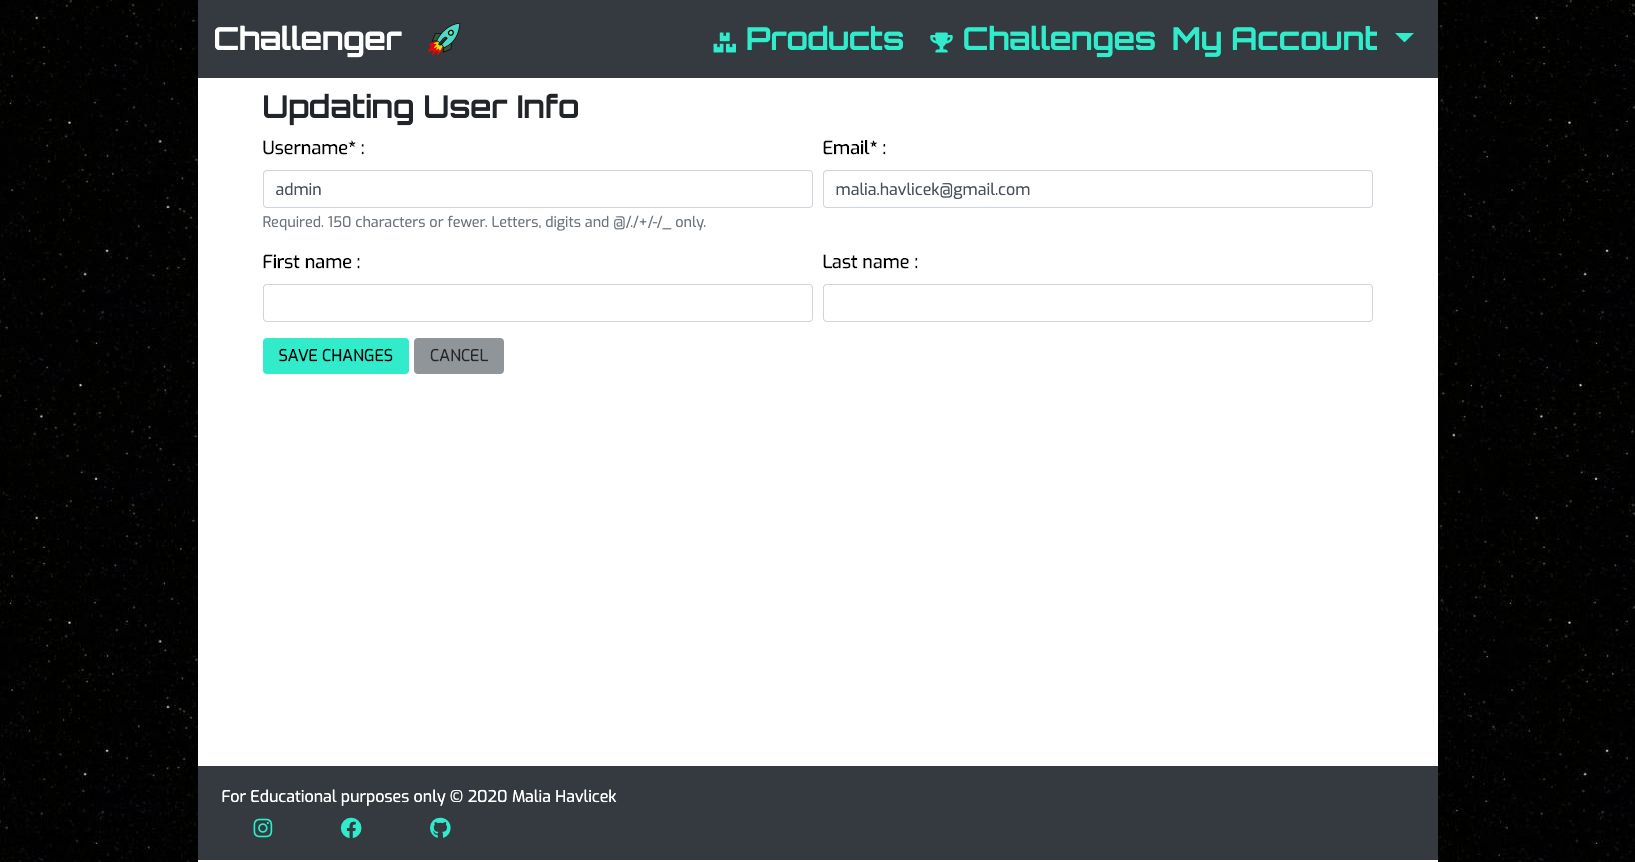 Challenger Products Challenges My Account
Updating User Info
Username* : Email* :
admin malia.havlicek@gmail.com
Required. 150 characters or fewer. Letters, digits and @/./+/-/_ only.
First name : Last name :
SAVE CHANGES CANCEL
For Educational purposes only © 2020 Malia Havlicek